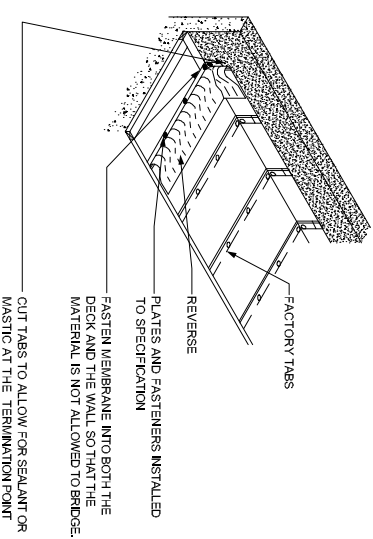 FACTORY TABS
REVERSE
PLATES AND FASTENERS INSTALLED
TO SPECIFICATION
FASTEN MEMBRANE INTO BOTH THE
DECK AND THE WALL SO THAT THE
MATERIAL IS NOT ALLOWED TO BRIDGE.
CUT TABS TO ALLOW FOR SEALANT OR
MASTIC AT THE TERMINATION POINT